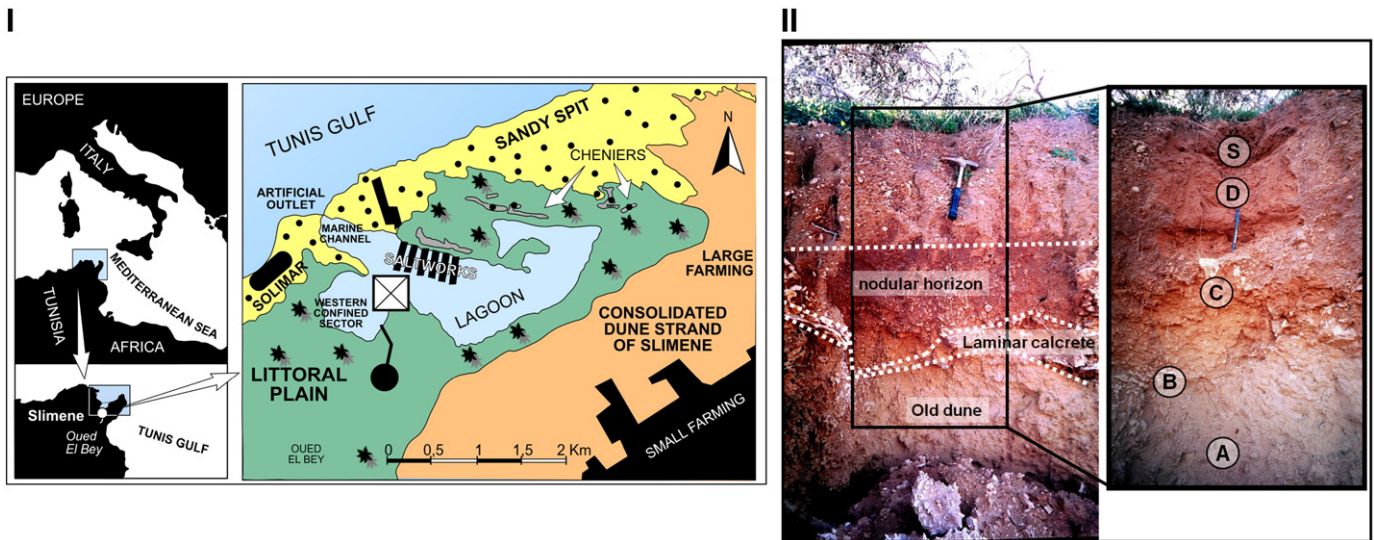 I
II
EUROPE
ITALY
MEDITERRANEAN SEA
TUNISIA
AFRICA
Slimene
Oued
El Bey
TUNIS GULF
TUNIS GULF
SANDY SPIT
N
CHENIERS
ARTIFICIAL
OUTLET
MARINE
CHANNEL
SALTWORKS
SOLIMAR
WESTERN
CONFINED
SECTOR
LAGOON
LARGE
FARMING
CONSOLIDATED
DUNE STRAND
OF SLIMENE
LITTORAL
PLAIN
OUED
EL BEY
0 0,5 1 1,5 2 Km
SMALL FARMING
nodular horizon
Laminar calcrete
Old dune
S
D
C
B
A